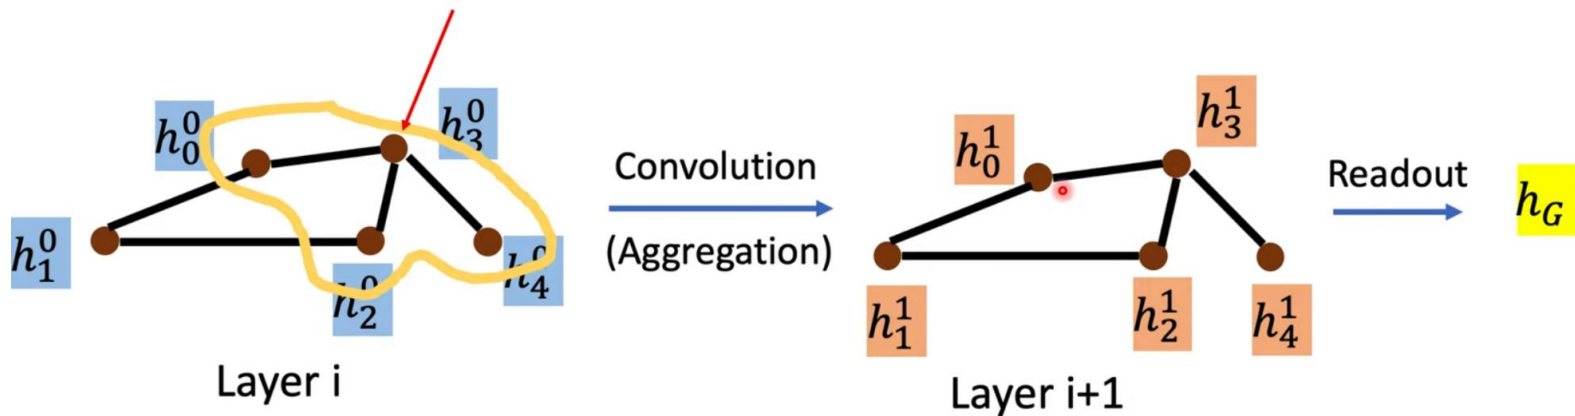 h_0^0
h_3^0
h_1^0
h_2^0
h_4^0
Layer i
Convolution
(Aggregation)
h_0^1
h_3^1
h_1^1
h_2^1
h_4^1
Layer i+1
Readout
h_G